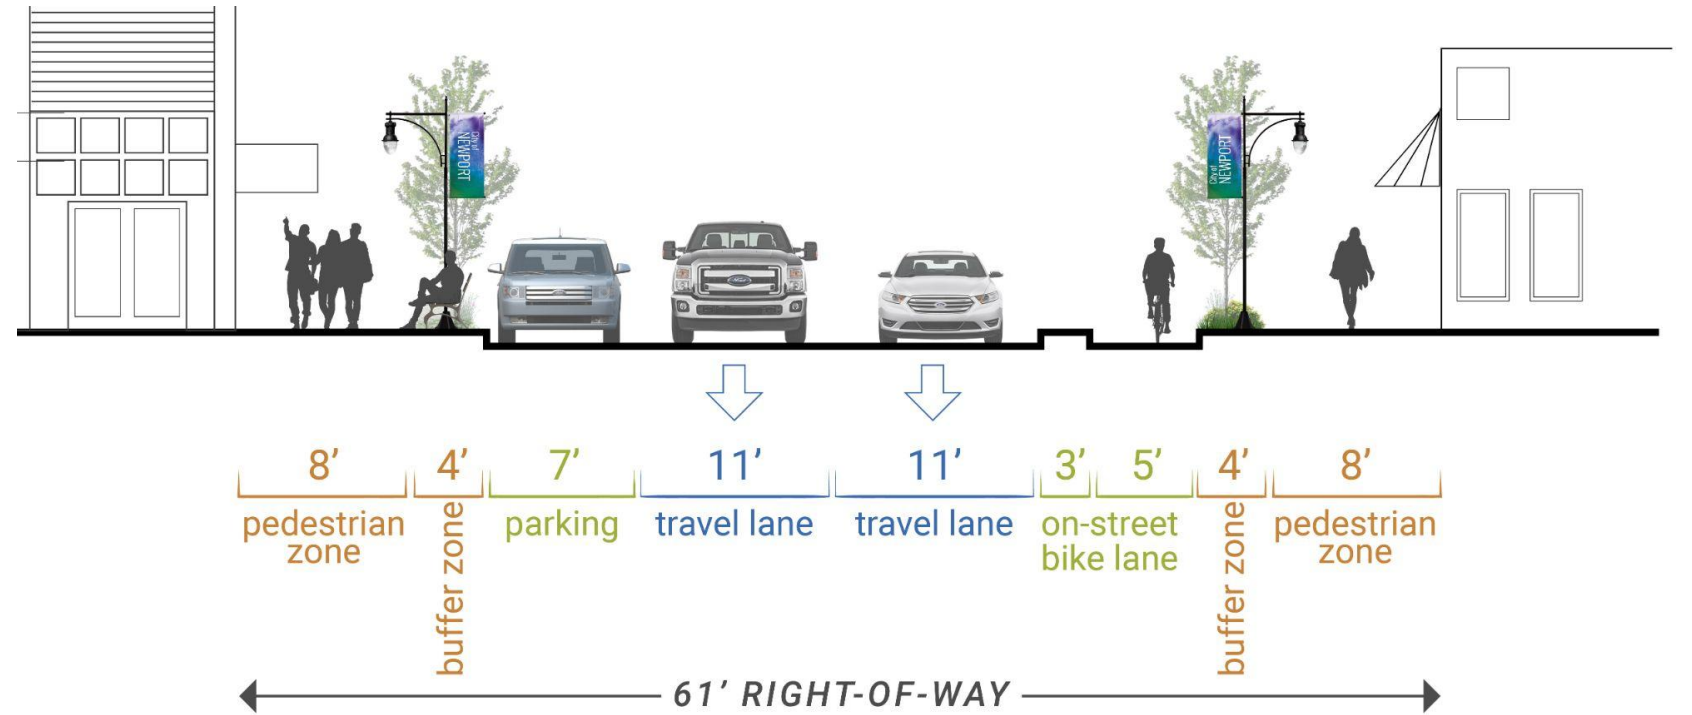 City of
NEWPORT
City of
NEWPORT
8’ 4’ 7’ 11’ 11’ 3’ 5’ 4’ 8’
pedestrian
zone
buffer zone
parking
travel lane
travel lane
on-street
bike lane
buffer zone
pedestrian
zone
61’ RIGHT-OF-WAY